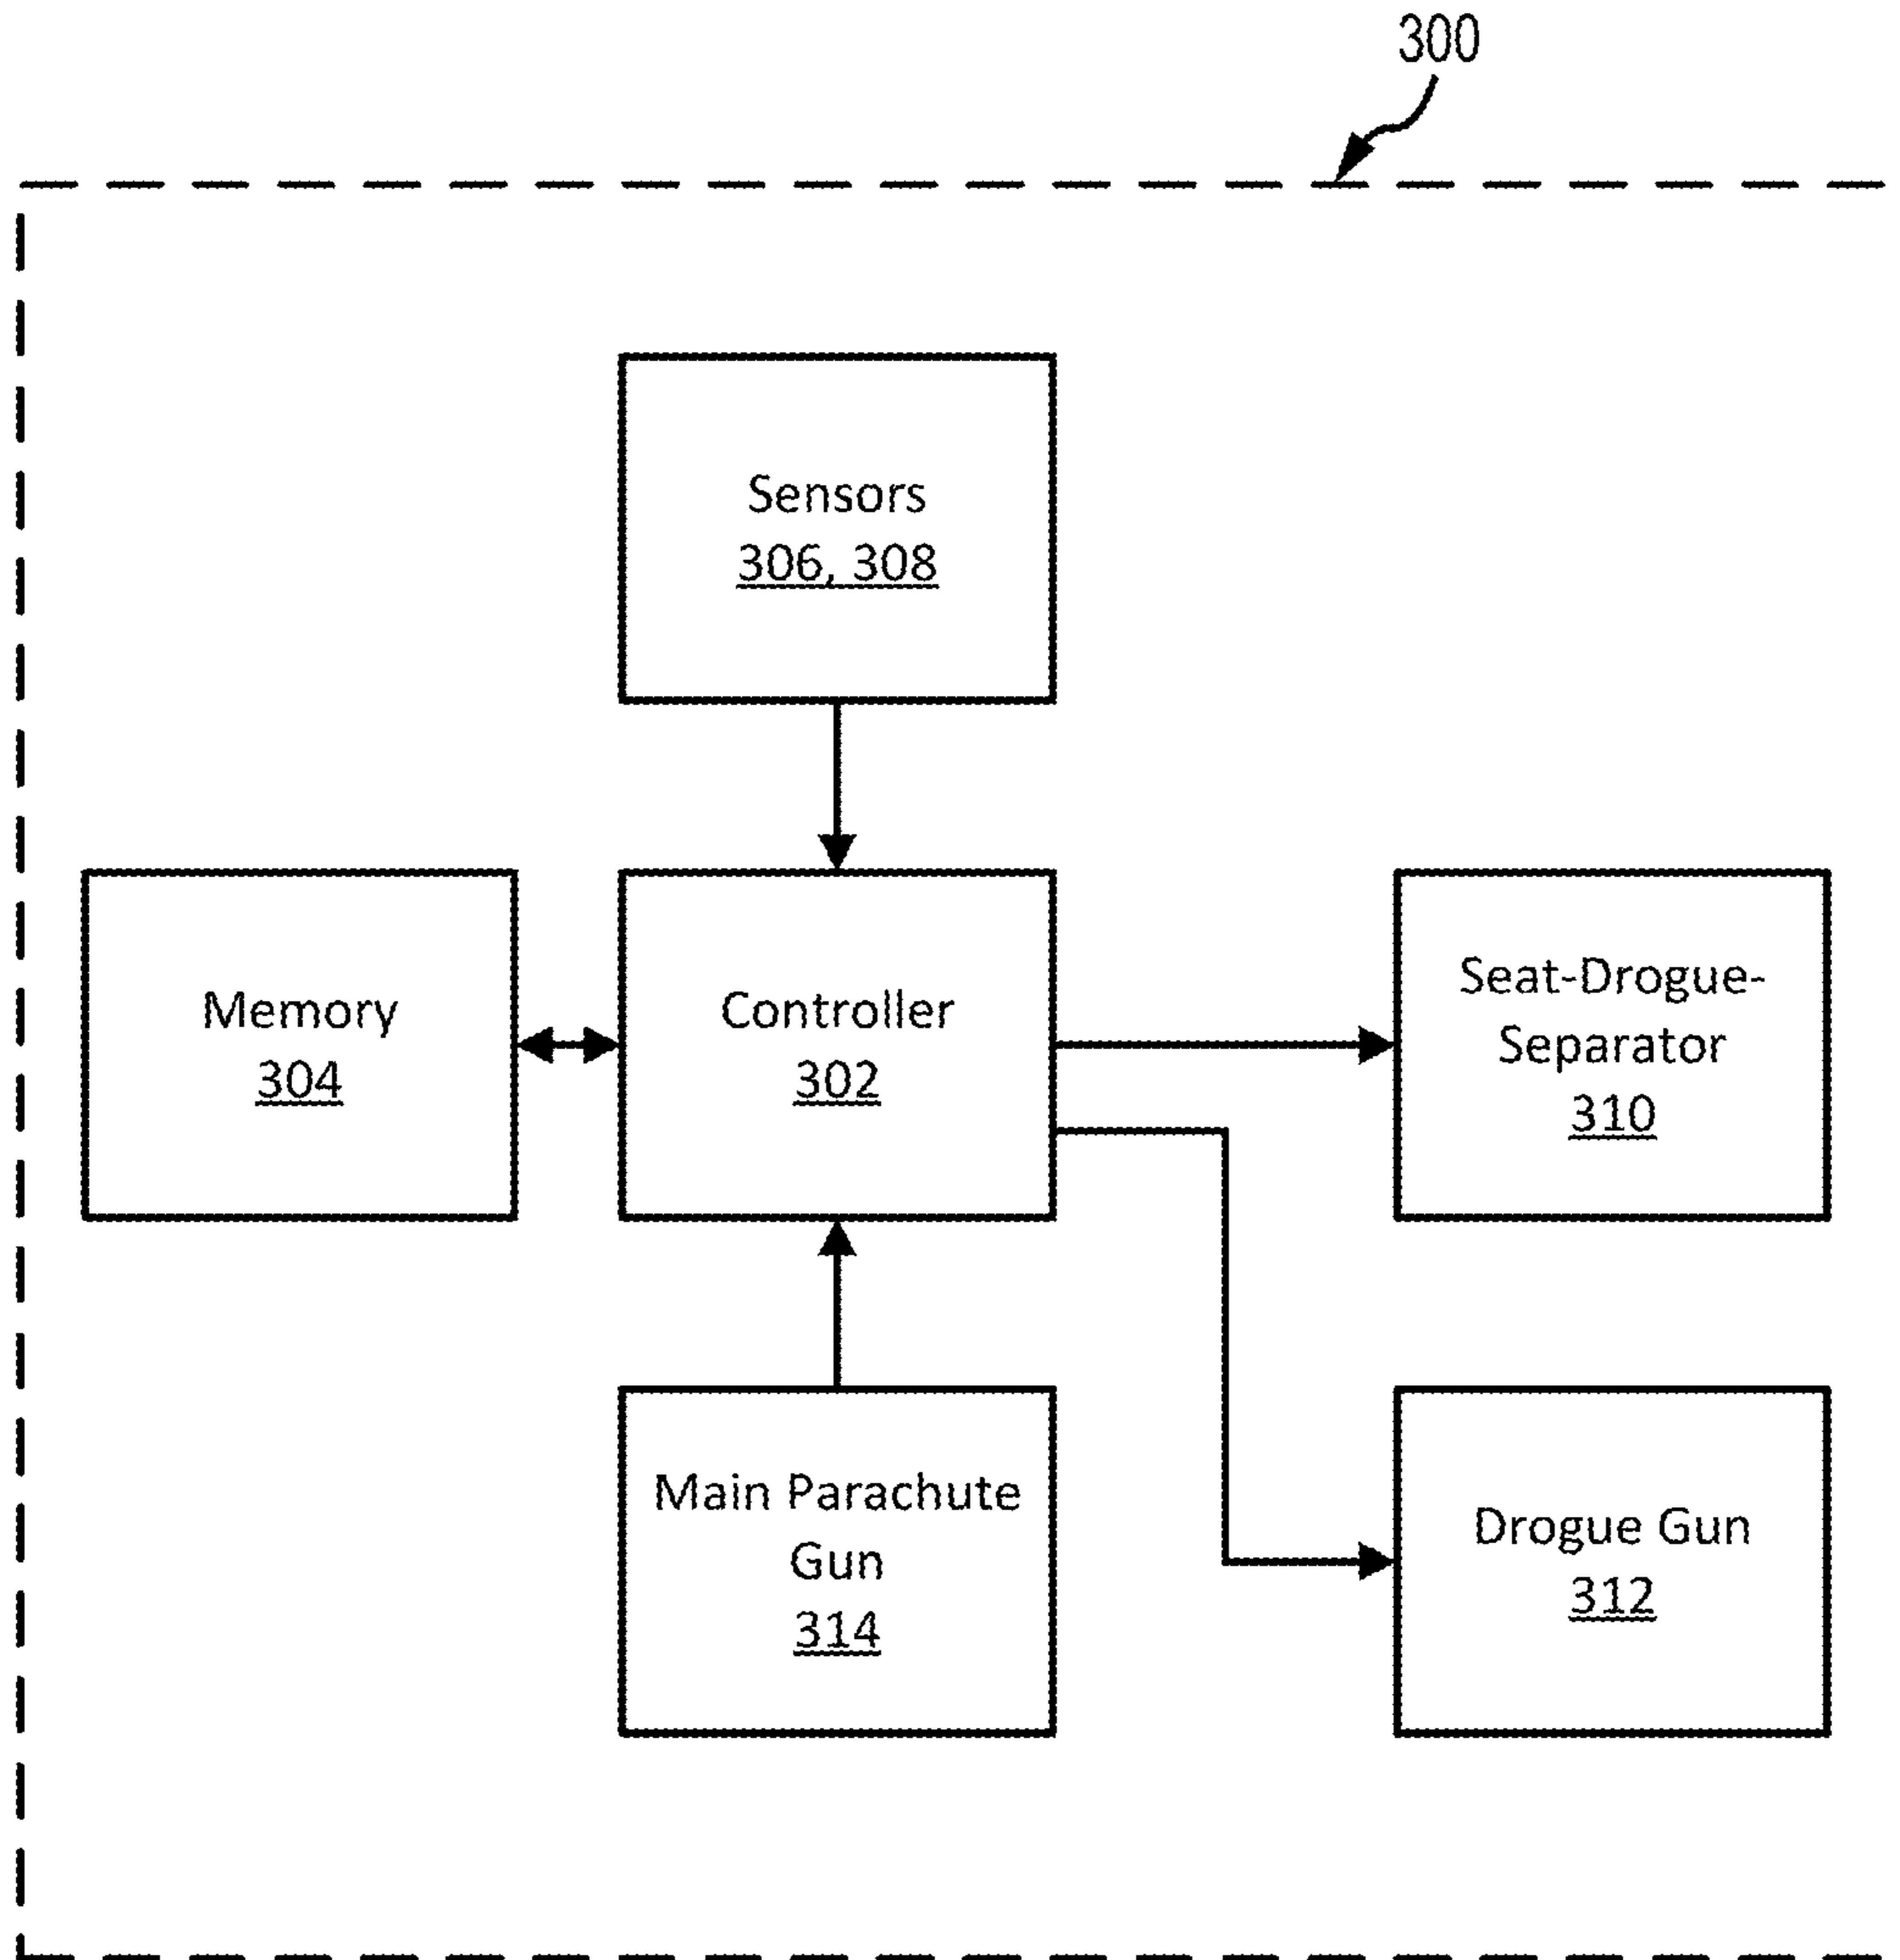 300
Sensors
306, 308
Memory
304
Controller
302
Seat-Drogue-
Separator
310
Main Parachute
Gun
314
Drogue Gun
312